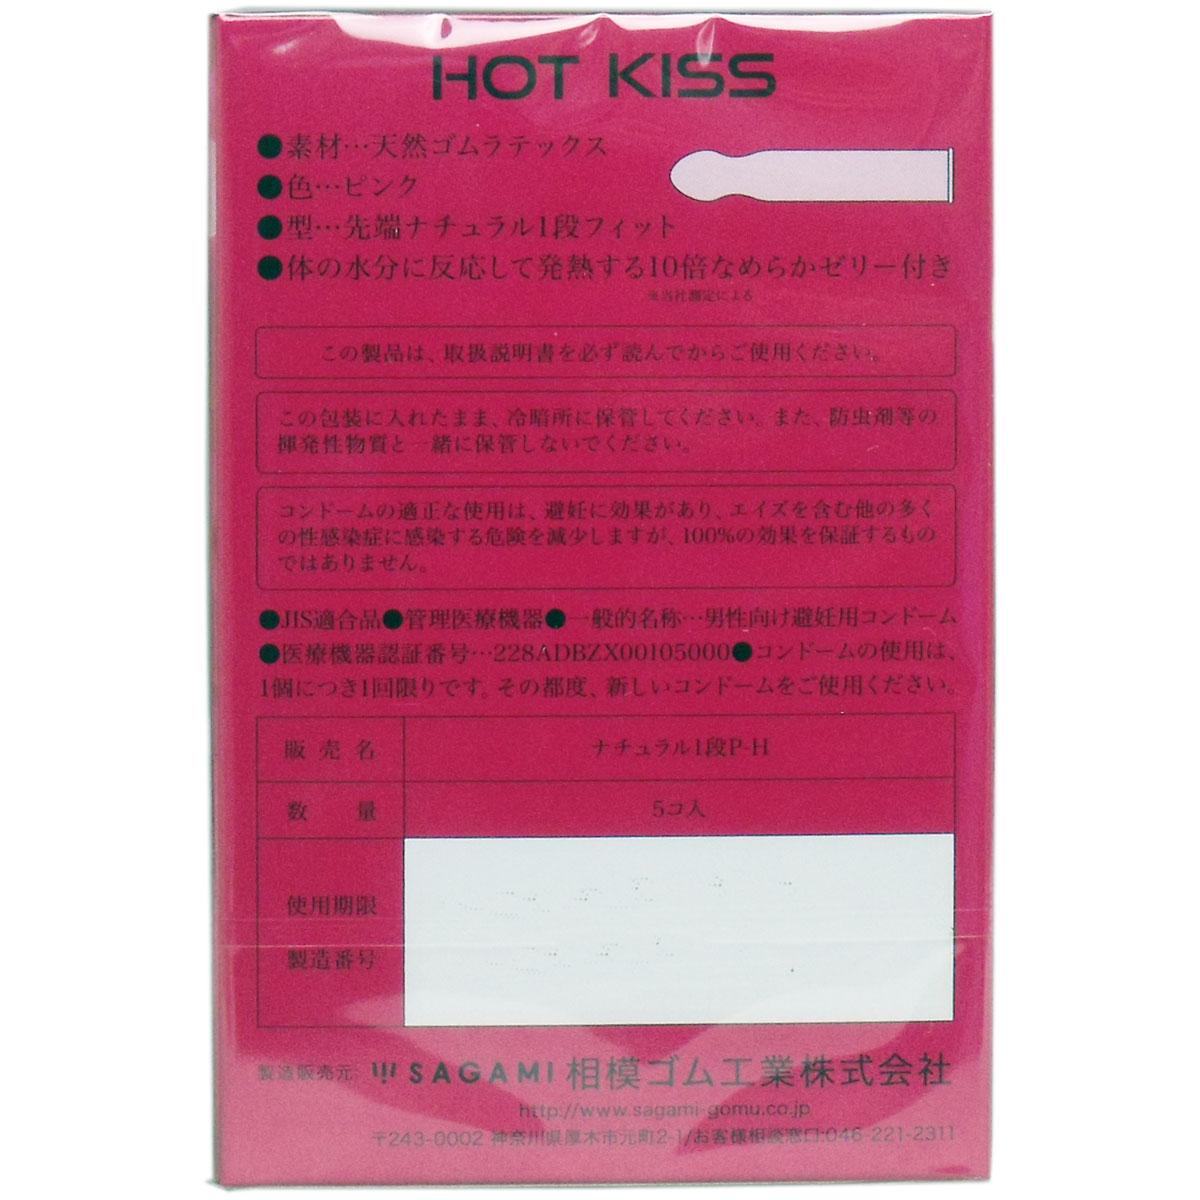 HOT KISS
●素材…天然ゴムラテックス
●色…ピンク
●型…先端ナチュラル1段フィット
●体の水分に反応して発熱する10倍なめらかゼリー付き
※当社測定による
この製品は、取扱説明書を必ず読んでからご使用ください。
この包装に入れたまま、冷暗所に保管してください。また、防虫剤等の
揮発性物質と一緒に保管しないでください。
コンドームの適正な使用は、避妊に効果があり、エイズを含む他の多く
の性感染症に感染する危険を減少しますが、100%の効果を保証するもの
ではありません。
●JIS適合品●管理医療機器●一般的名称…男性向け避妊用コンドーム
●医療機器認証番号…228ADBZX00105000●コンドームの使用は、
1個につき1回限りです。その都度、新しいコンドームをご使用ください。
販売名 ナチュラル1段P-H
数量 5コ入
使用期限
製造番号
製造販売元: SAGAMI 相模ゴム工業株式会社
http://www.sagami-gomu.co.jp
〒243-0002 神奈川県厚木市元町2-1/お客様相談窓口:046-221-2311